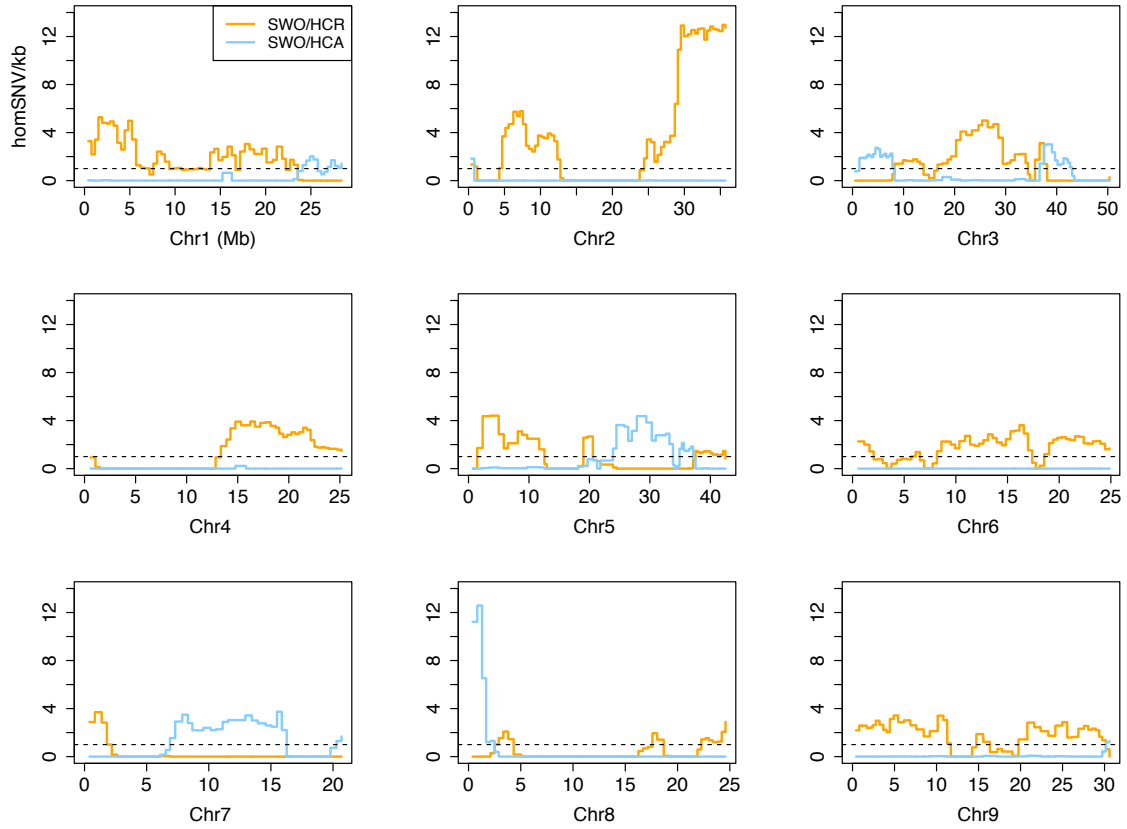 SWO/HCR
SWO/HCA
homSNV/kb
0 4 8 12
0 5 10 15 20 25
Chr1 (Mb)
0 4 8 12
0 5 10 20 30
Chr2
0 4 8 12
0 10 20 30 40 50
Chr3
0 4 8 12
0 5 10 15 20 25
Chr4
0 4 8 12
0 10 20 30 40
Chr5
0 4 8 12
0 5 10 15 20 25
Chr6
0 4 8 12
0 5 10 15 20
Chr7
0 4 8 12
0 5 10 15 20 25
Chr8
0 4 8 12
0 5 10 15 20 25 30
Chr9